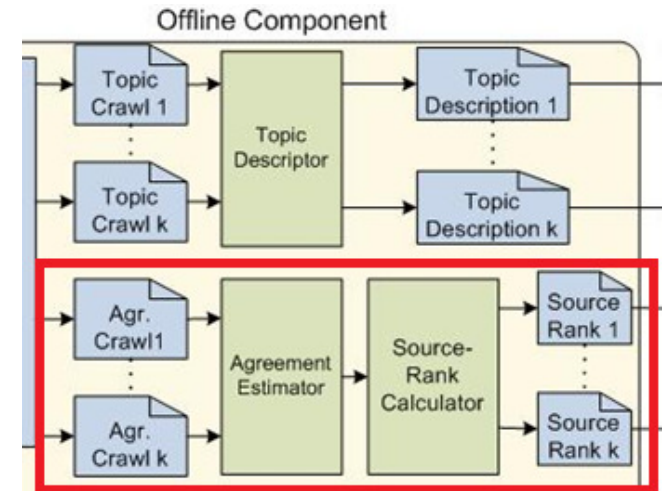 Offline Component
Topic
Crawl 1
Topic
Crawl k
Topic
Descriptor
Topic
Description 1
Topic
Description k
Agr.
Crawl1
Agr.
Crawl k
Agreement
Estimator
Source-
Rank
Calculator
Source
Rank 1
Source
Rank k